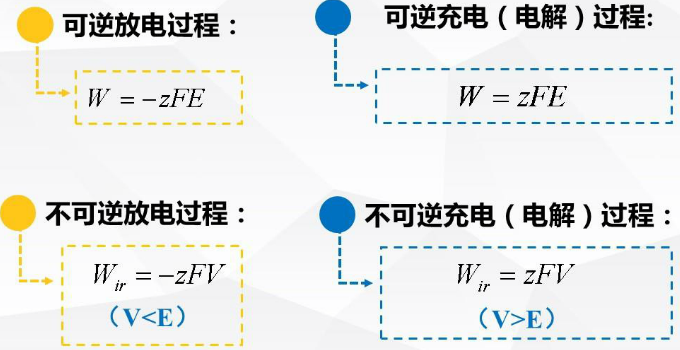 可逆放电过程：
可逆充电（电解）过程:
W = -zFE
W = zFE
不可逆放电过程：
不可逆充电（电解）过程：
W_ir = -zFV
W_ir = zFV
（V<E）
（V>E）